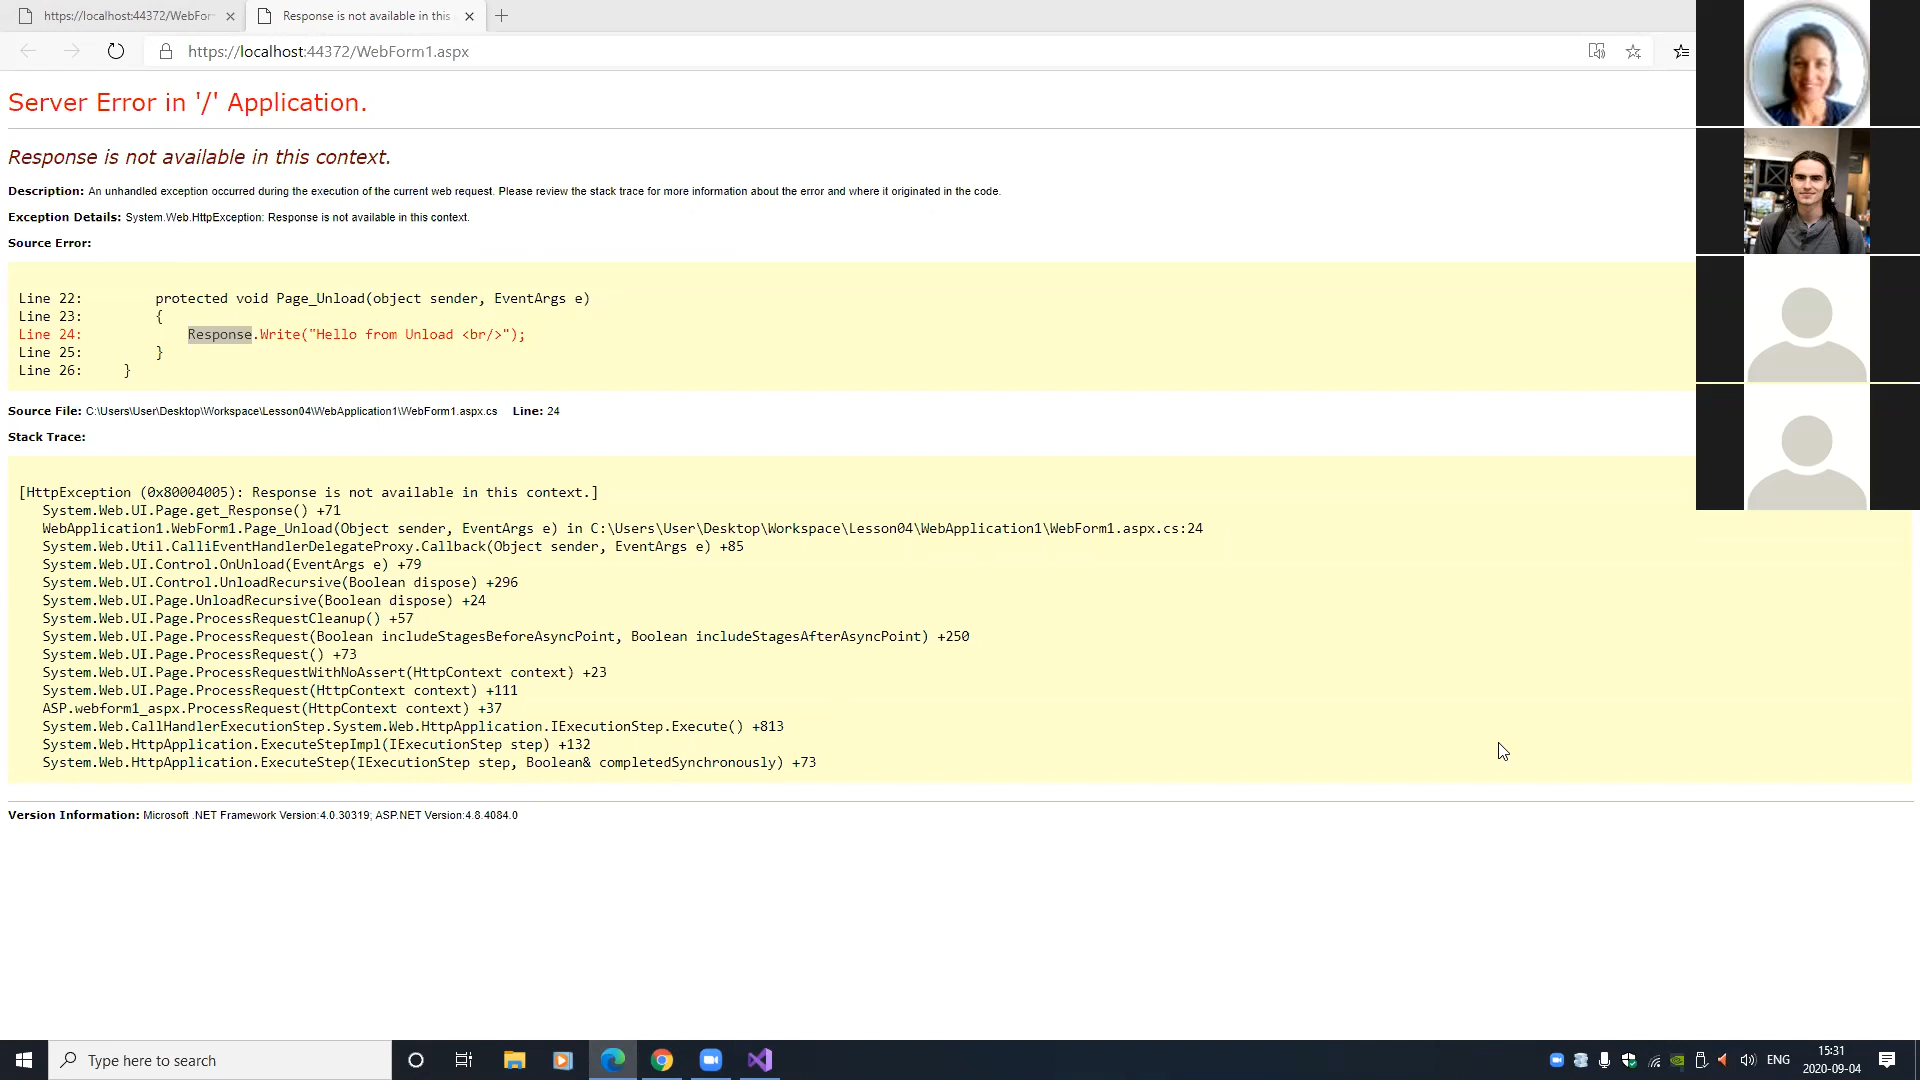 https://localhost:44372/WebFor
Response is not available in this
https://localhost:44372/WebForm1.aspx
Server Error in '/' Application.
Response is not available in this context.
Description: An unhandled exception occurred during the execution of the current web request. Please review the stack trace for more information about the error and where it originated in the code.
Exception Details: System.Web.HttpException: Response is not available in this context.
Source Error:
Line 22:         protected void Page_Unload(object sender, EventArgs e)
Line 23:         {
Line 24:             Response.Write("Hello from Unload <br/>");
Line 25:         }
Line 26:     }
Source File: C:\Users\User\Desktop\Workspace\Lesson04\WebApplication1\WebForm1.aspx.cs    Line: 24
Stack Trace:
[HttpException (0x80004005): Response is not available in this context.]
System.Web.UI.Page.get_Response() +71
WebApplication1.WebForm1.Page_Unload(Object sender, EventArgs e) in C:\Users\User\Desktop\Workspace\Lesson04\WebApplication1\WebForm1.aspx.cs:24
System.Web.Util.CalliEventHandlerDelegateProxy.Callback(Object sender, EventArgs e) +85
System.Web.UI.Control.OnUnload(EventArgs e) +79
System.Web.UI.Control.UnloadRecursive(Boolean dispose) +296
System.Web.UI.Page.UnloadRecursive(Boolean dispose) +24
System.Web.UI.Page.ProcessRequestCleanup() +57
System.Web.UI.Page.ProcessRequest(Boolean includeStagesBeforeAsyncPoint, Boolean includeStagesAfterAsyncPoint) +250
System.Web.UI.Page.ProcessRequest() +73
System.Web.UI.Page.ProcessRequestWithNoAssert(HttpContext context) +23
System.Web.UI.Page.ProcessRequest(HttpContext context) +111
ASP.webform1_aspx.ProcessRequest(HttpContext context) +37
System.Web.CallHandlerExecutionStep.System.Web.HttpApplication.IExecutionStep.Execute() +813
System.Web.HttpApplication.ExecuteStepImpl(IExecutionStep step) +132
System.Web.HttpApplication.ExecuteStep(IExecutionStep step, Boolean& completedSynchronously) +73
Version Information: Microsoft .NET Framework Version:4.0.30319; ASP.NET Version:4.8.4084.0
Type here to search
ENG
15:31
2020-09-04